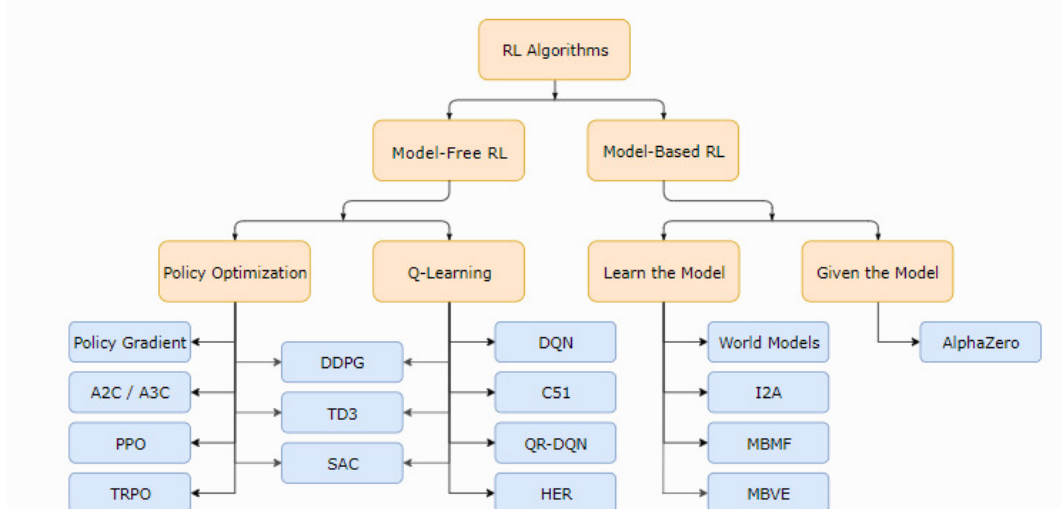 RL Algorithms
Model-Free RL
Model-Based RL
Policy Optimization
Q-Learning
Learn the Model
Given the Model
Policy Gradient
DDPG
DQN
World Models
AlphaZero
A2C / A3C
TD3
C51
I2A
PPO
SAC
QR-DQN
MBMF
TRPO
HER
MBVE